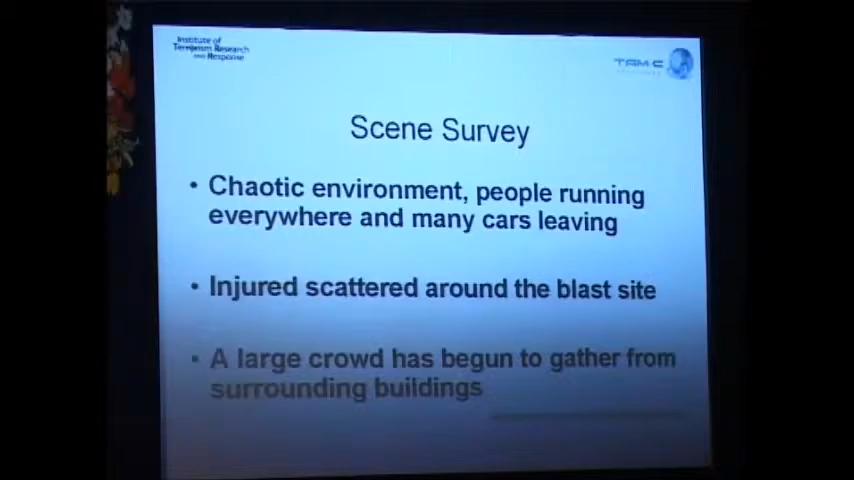 Institute of
Terrorism Research
and Response
TAM-C
Scene Survey
• Chaotic environment, people running
everywhere and many cars leaving
• Injured scattered around the blast site
• A large crowd has begun to gather from
surrounding buildings